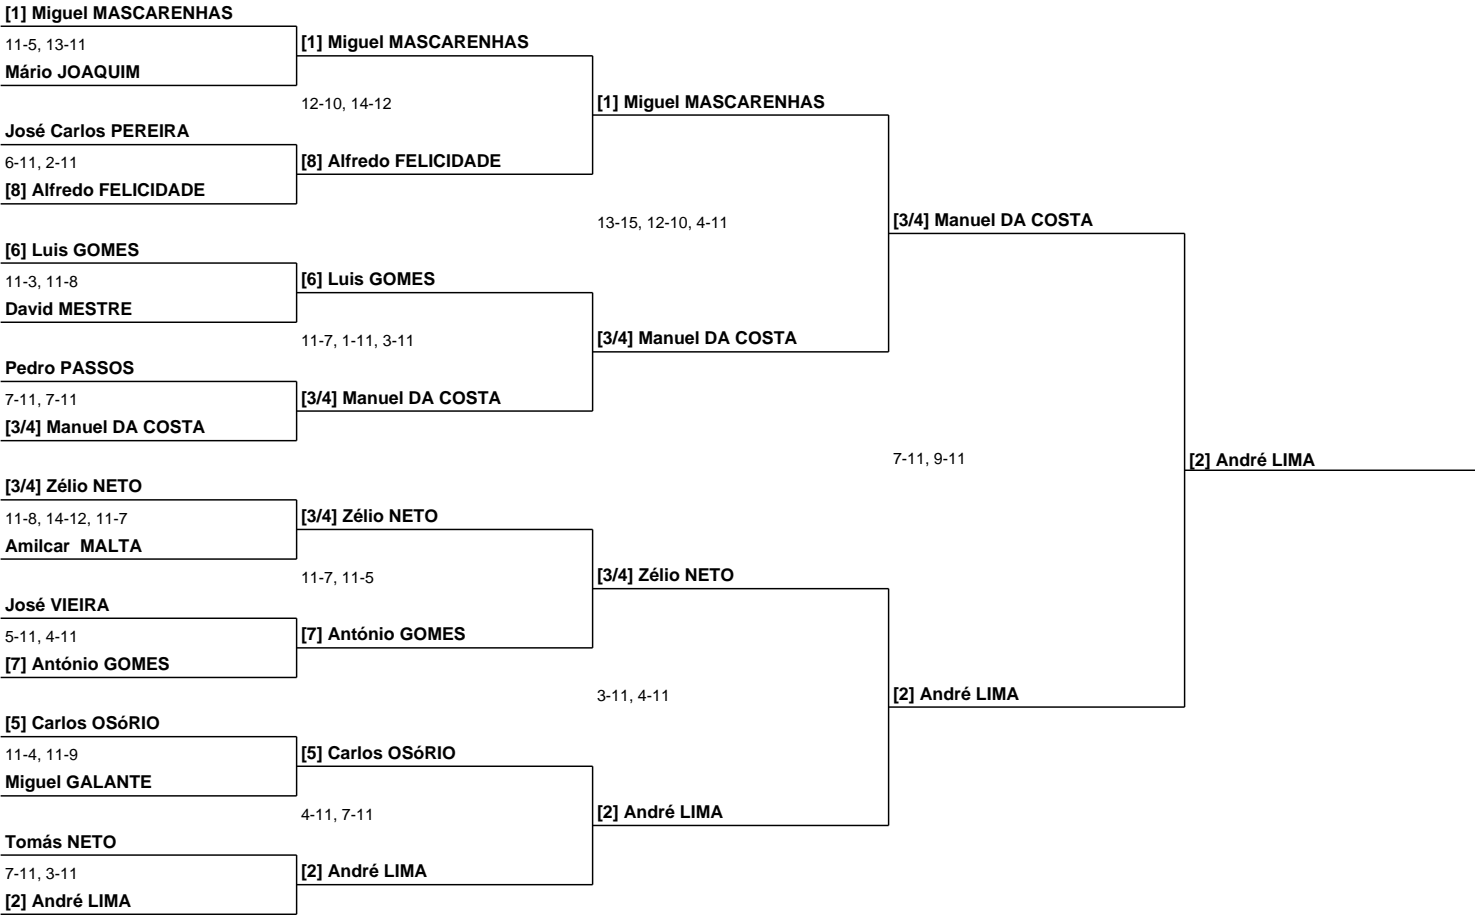 [1] Miguel MASCARENHAS
11-5, 13-11
[1] Miguel MASCARENHAS
Mário JOAQUIM
12-10, 14-12
[1] Miguel MASCARENHAS
José Carlos PEREIRA
6-11, 2-11
[8] Alfredo FELICIDADE
[8] Alfredo FELICIDADE
13-15, 12-10, 4-11
[3/4] Manuel DA COSTA
[6] Luis GOMES
11-3, 11-8
[6] Luis GOMES
David MESTRE
11-7, 1-11, 3-11
[3/4] Manuel DA COSTA
Pedro PASSOS
7-11, 7-11
[3/4] Manuel DA COSTA
[3/4] Manuel DA COSTA
7-11, 9-11
[2] André LIMA
[3/4] Zélio NETO
11-8, 14-12, 11-7
[3/4] Zélio NETO
Amilcar  MALTA
11-7, 11-5
[3/4] Zélio NETO
José VIEIRA
5-11, 4-11
[7] António GOMES
[7] António GOMES
3-11, 4-11
[2] André LIMA
[5] Carlos OSóRIO
11-4, 11-9
[5] Carlos OSóRIO
Miguel GALANTE
4-11, 7-11
[2] André LIMA
Tomás NETO
7-11, 3-11
[2] André LIMA
[2] André LIMA